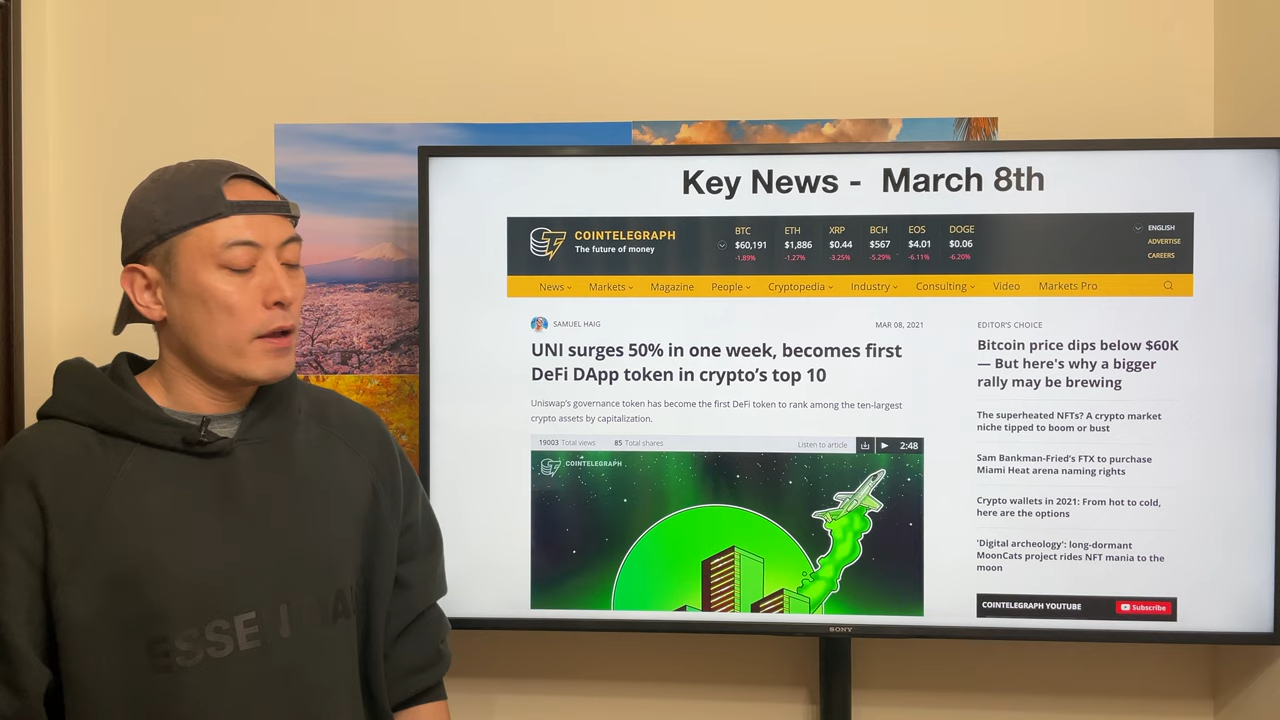 Key News - March 8th
COINTELEGRAPH
The future of money
BTC ETH XRP BCH EOS DOGE
$60,191 $1,886 $0.44 $567 $4.01 $0.06
-1.89% -1.27% -3.25% -5.29% -6.11% -6.20%
ENGLISH
ADVERTISE
CAREERS
News Markets Magazine People Cryptopedia Industry Consulting Video Markets Pro
SAMUEL HAIG
MAR 08, 2021
UNI surges 50% in one week, becomes first
DeFi DApp token in crypto's top 10
Uniswap's governance token has become the first DeFi token to rank among the ten-largest
crypto assets by capitalization.
19003 Total views 85 Total shares
Listen to article 2:48
COINTELEGRAPH
EDITOR'S CHOICE
Bitcoin price dips below $60K
— But here's why a bigger
rally may be brewing
The superheated NFTs? A crypto market
niche tipped to boom or bust
Sam Bankman-Fried's FTX to purchase
Miami Heat arena naming rights
Crypto wallets in 2021: From hot to cold,
here are the options
'Digital archeology': long-dormant
MoonCats project rides NFT mania to the
moon
COINTELEGRAPH YOUTUBE
Subscribe
SONY